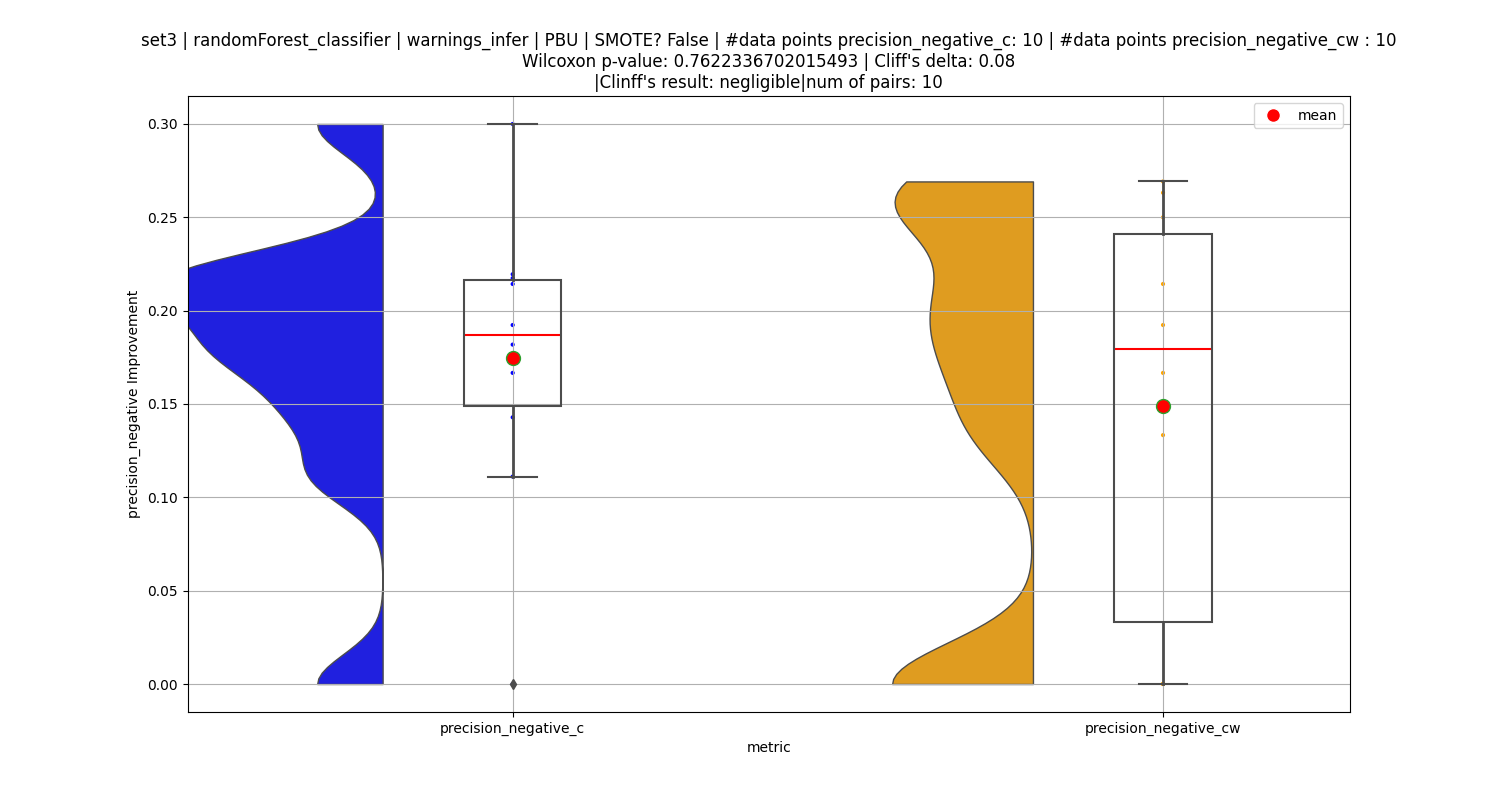 set3 | randomForest_classifier | warnings_infer | PBU | SMOTE? False | #data points precision_negative_c: 10 | #data points precision_negative_cw : 10
Wilcoxon p-value: 0.7622336702015493 | Cliff's delta: 0.08
|Clinff's result: negligible|num of pairs: 10
mean
0.30
0.25
0.20
0.15
0.10
0.05
0.00
precision_negative Improvement
precision_negative_c
precision_negative_cw
metric